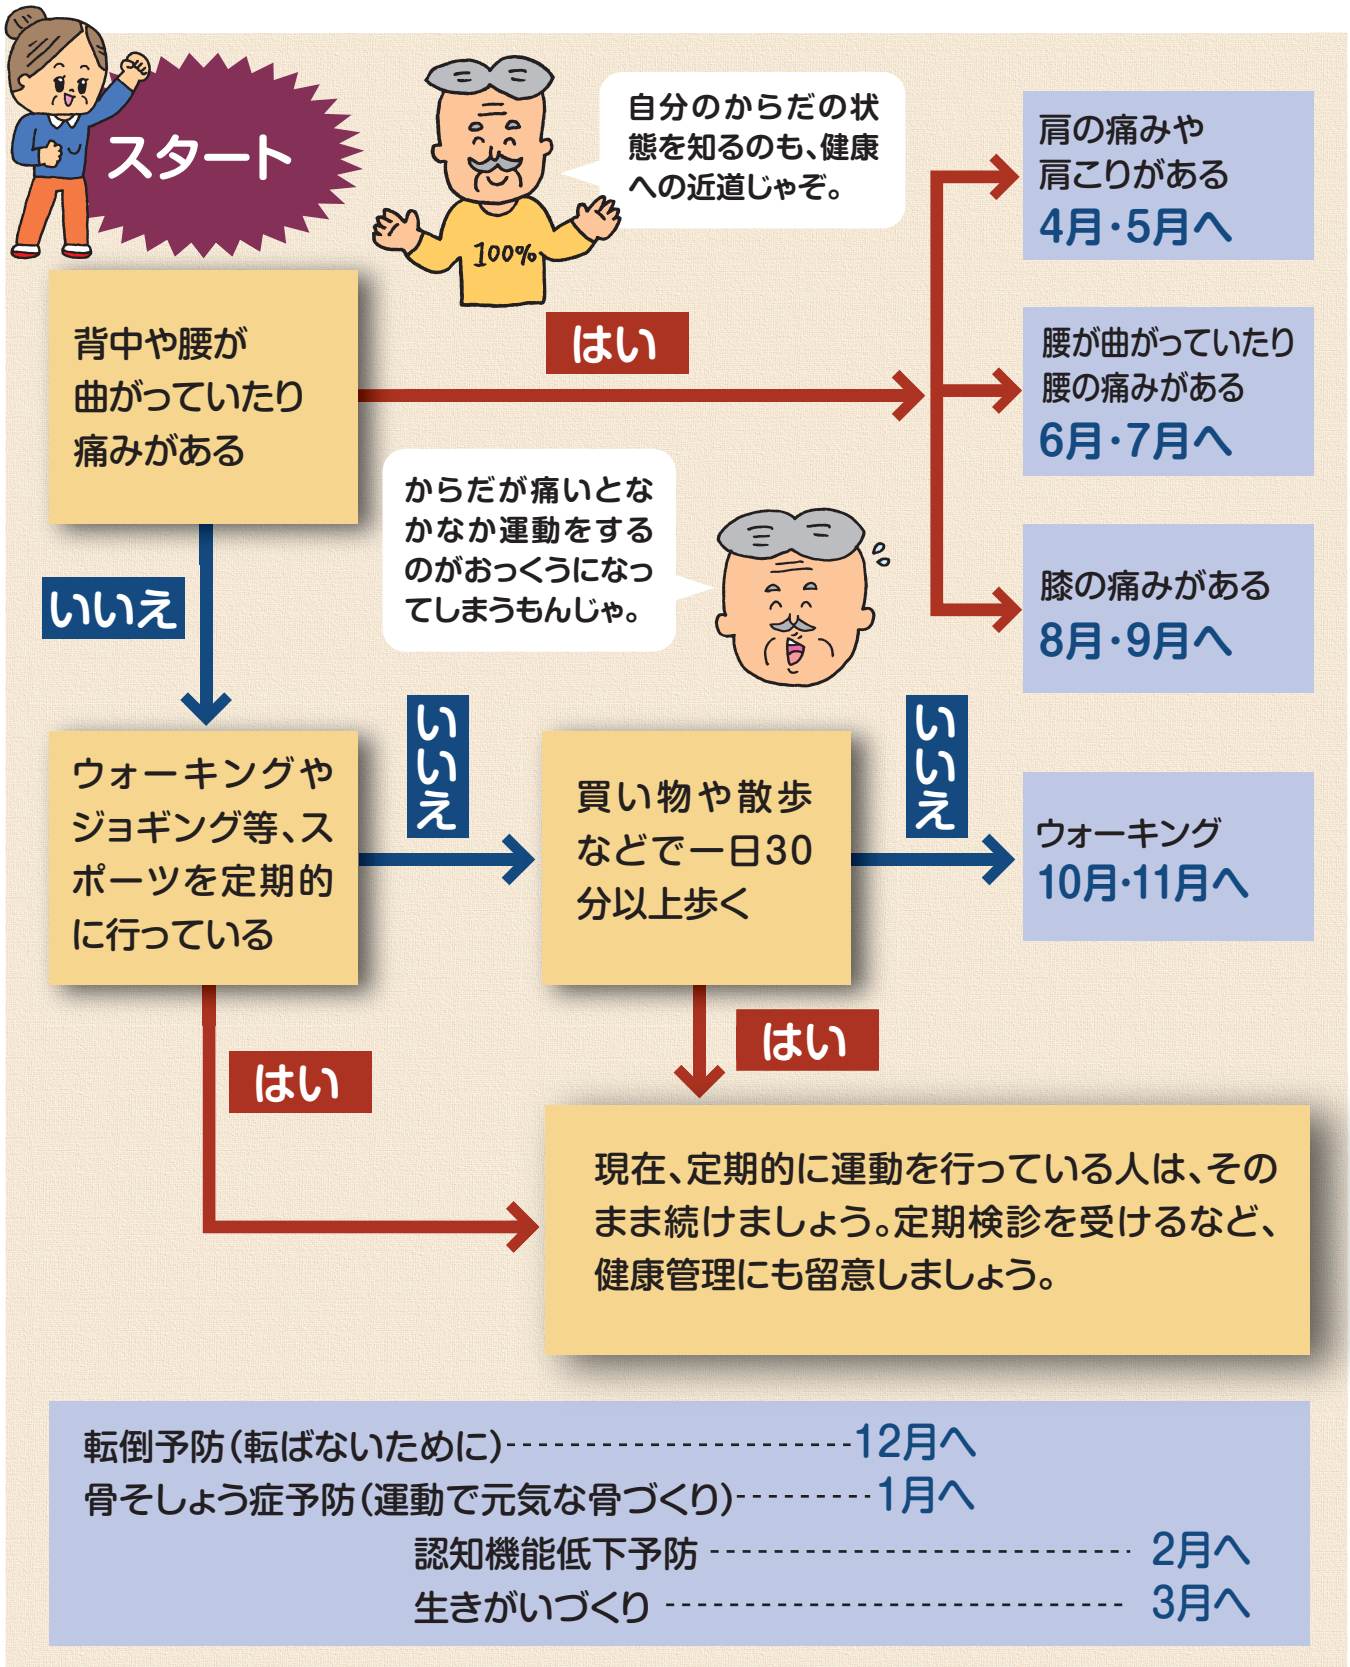 スタート
100%
自分のからだの状
態を知るのも、健康
への近道じゃぞ。
背中や腰が
曲がっていたり
痛みがある
はい
肩の痛みや
肩こりがある
4月・5月へ
腰が曲がっていたり
腰の痛みがある
6月・7月へ
膝の痛みがある
8月・9月へ
からだが痛いとな
かなか運動をする
のがおっくうになっ
てしまうもんじゃ。
いいえ
ウォーキングや
ジョギング等、ス
ポーツを定期的
に行っている
いいえ
買い物や散歩
などで一日30
分以上歩く
いいえ
ウォーキング
10月・11月へ
はい
はい
現在、定期的に運動を行っている人は、その
まま続けましょう。定期検診を受けるなど、
健康管理にも留意しましょう。
転倒予防(転ばないために)----------------------12月へ
骨そしょう症予防(運動で元気な骨づくり)---------1月へ
認知機能低下予防 --------------------------- 2月へ
生きがいづくり ----------------------------- 3月へ